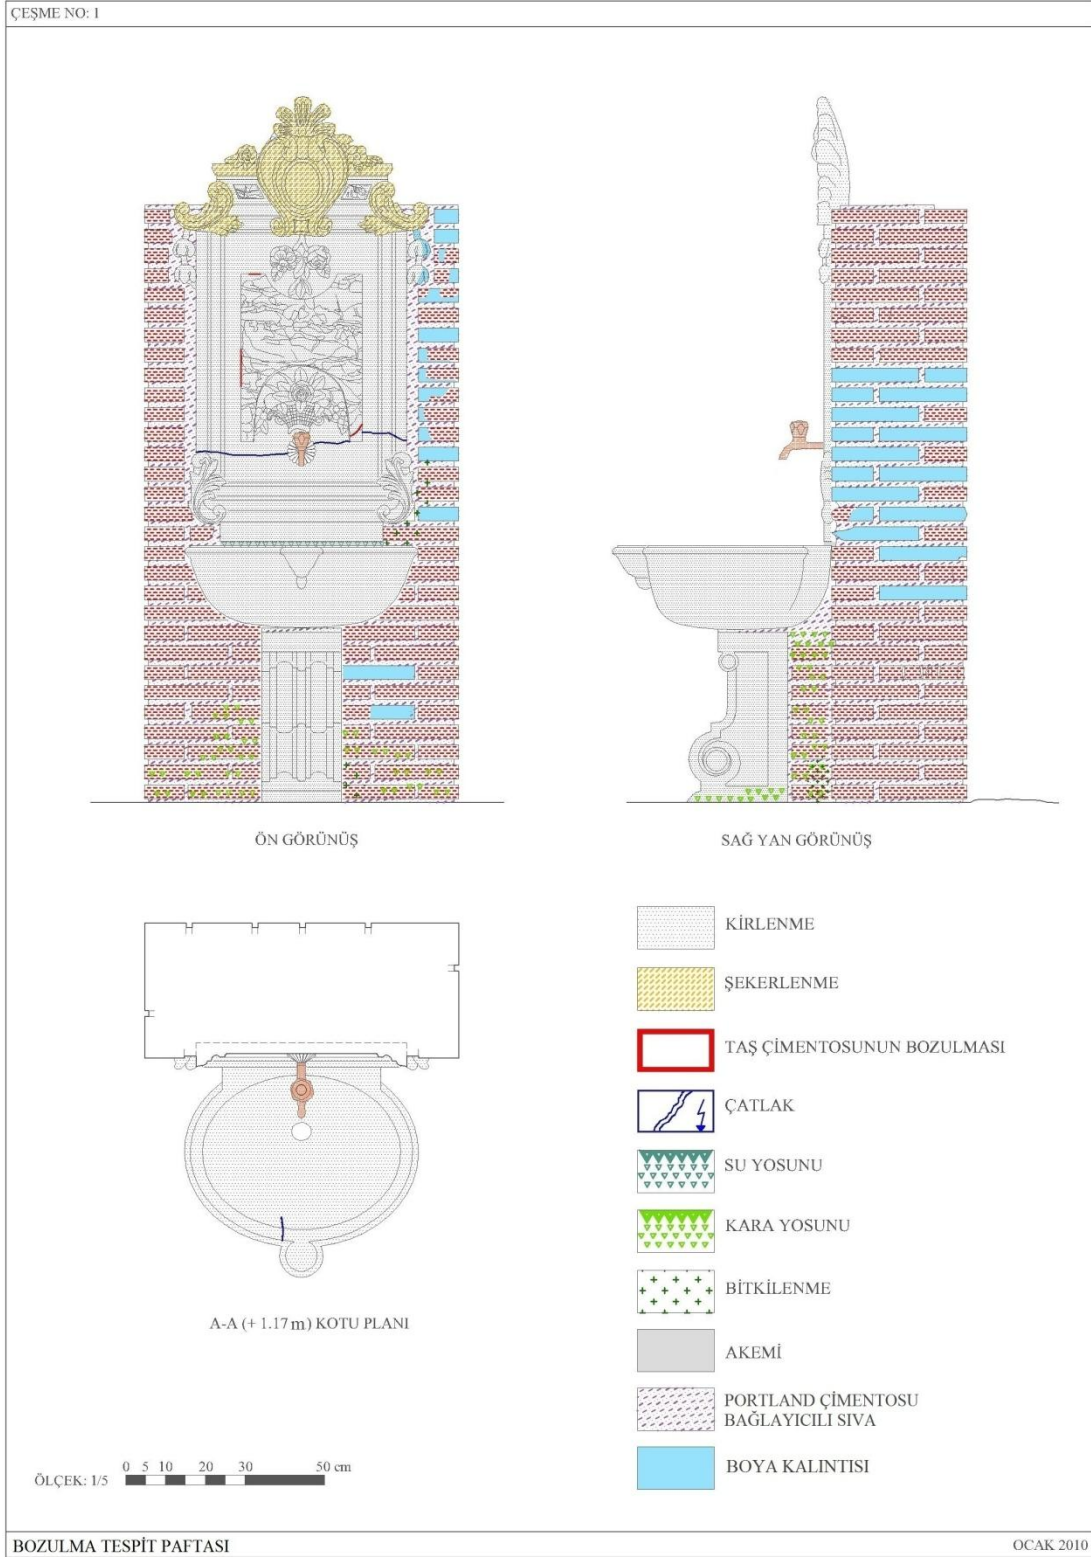 ÇEŞME NO: 1
ÖN GÖRÜNÜŞ
SAĞ YAN GÖRÜNÜŞ
KİRLENME
ŞEKERLENME
TAŞ ÇİMENTOSUNUN BOZULMASI
ÇATLAK
SU YOSUNU
KARA YOSUNU
BİTKİLENME
AKEMİ
PORTLAND ÇİMENTOSU
BAĞLAYICILI SIVA
BOYA KALINTISI
A-A (+ 1.17 m) KOTU PLANI
ÖLÇEK: 1/5
0 5 10 20 30 50 cm
BOZULMA TESPİT PAFTASI
OCAK 2010